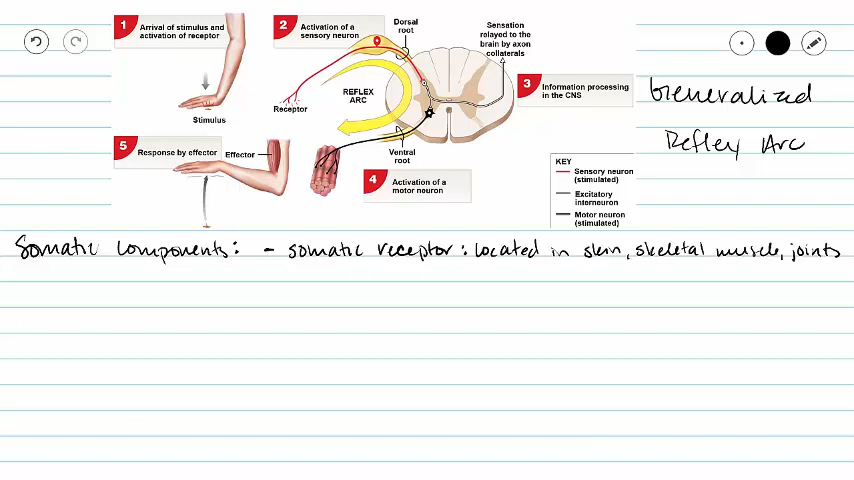 1 Arrival of stimulus and
activation of receptor
Stimulus
2 Activation of a
sensory neuron
Dorsal
root
Sensation
relayed to the
brain by axon
collaterals
Receptor
REFLEX
ARC
3 Information processing
in the CNS
Generalized
Reflex Arc
5 Response by effector
Effector
Ventral
root
4 Activation of a
motor neuron
KEY
Sensory neuron
(stimulated)
Excitatory
interneuron
Motor neuron
(stimulated)
Somatic components: - somatic receptor: located in skin, skeletal muscle, joints